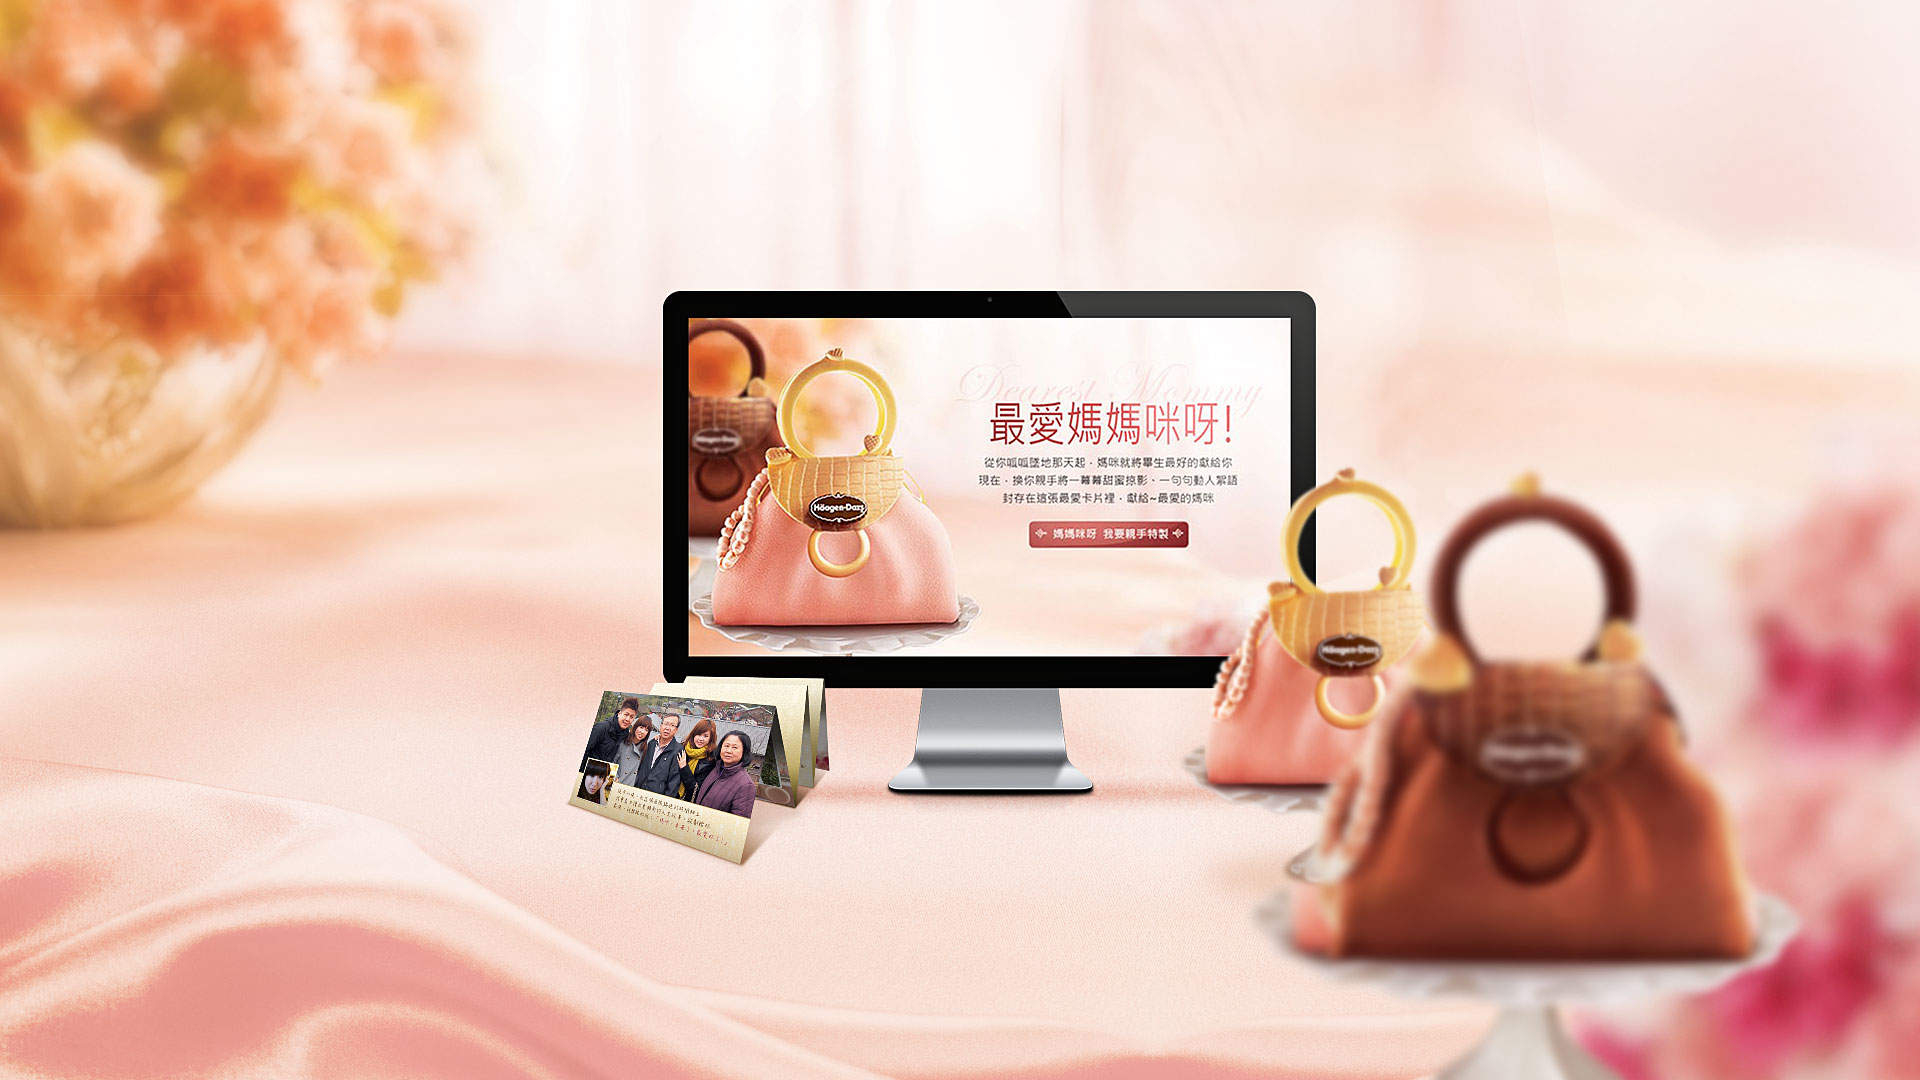 Dearest Mommy
最愛媽媽咪呀!
從你呱呱墜地那天起，媽咪就將畢生最好的獻給你
現在，換你親手將一幕幕甜蜜掠影、一句句動人絮語
封存在這張最愛卡片裡，獻給~最愛的媽咪
媽媽咪呀 我要親手特製
Häagen-Dazs
Häagen-Dazs
Häagen-Dazs
Häagen-Dazs